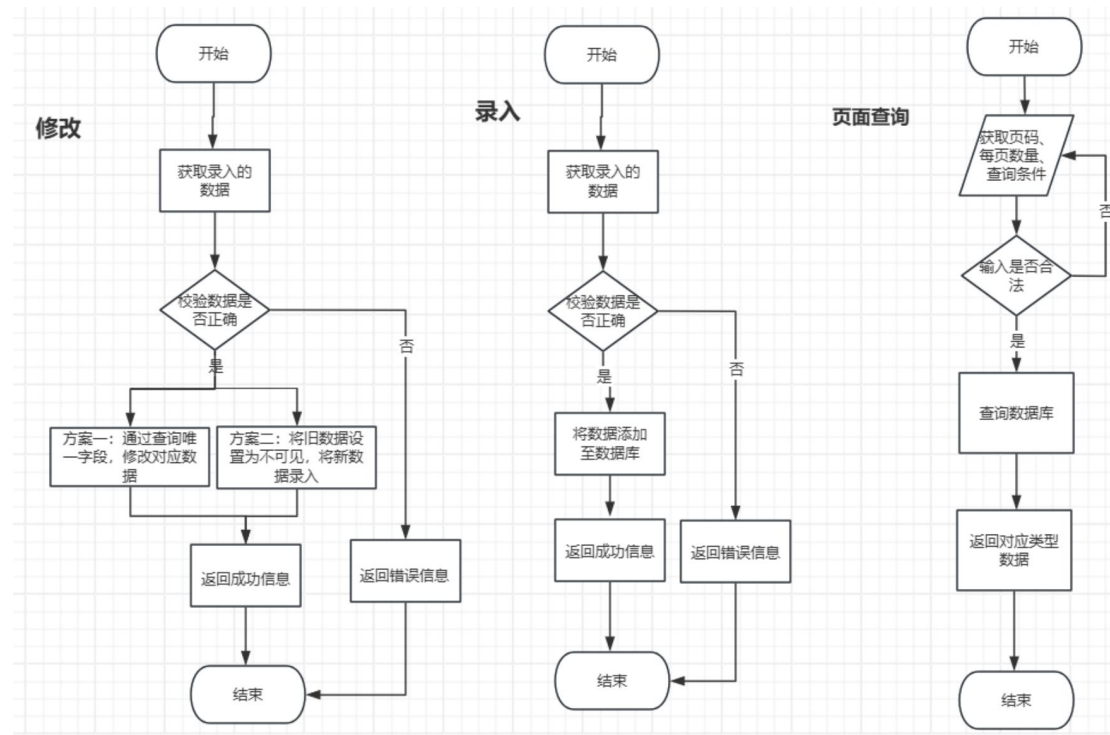 修改
开始
获取录入的
数据
校验数据是
否正确
是
否
方案一：通过查询唯
一字段，修改对应数
据
方案二：将旧数据设
置为不可见，将新数
据录入
返回成功信息
返回错误信息
结束
录入
开始
获取录入的
数据
校验数据是
否正确
是
否
将数据添加
至数据库
返回成功信息
返回错误信息
结束
页面查询
开始
获取页码、
每页数量、
查询条件
输入是否合
法
否
是
查询数据库
返回对应类型
数据
结束